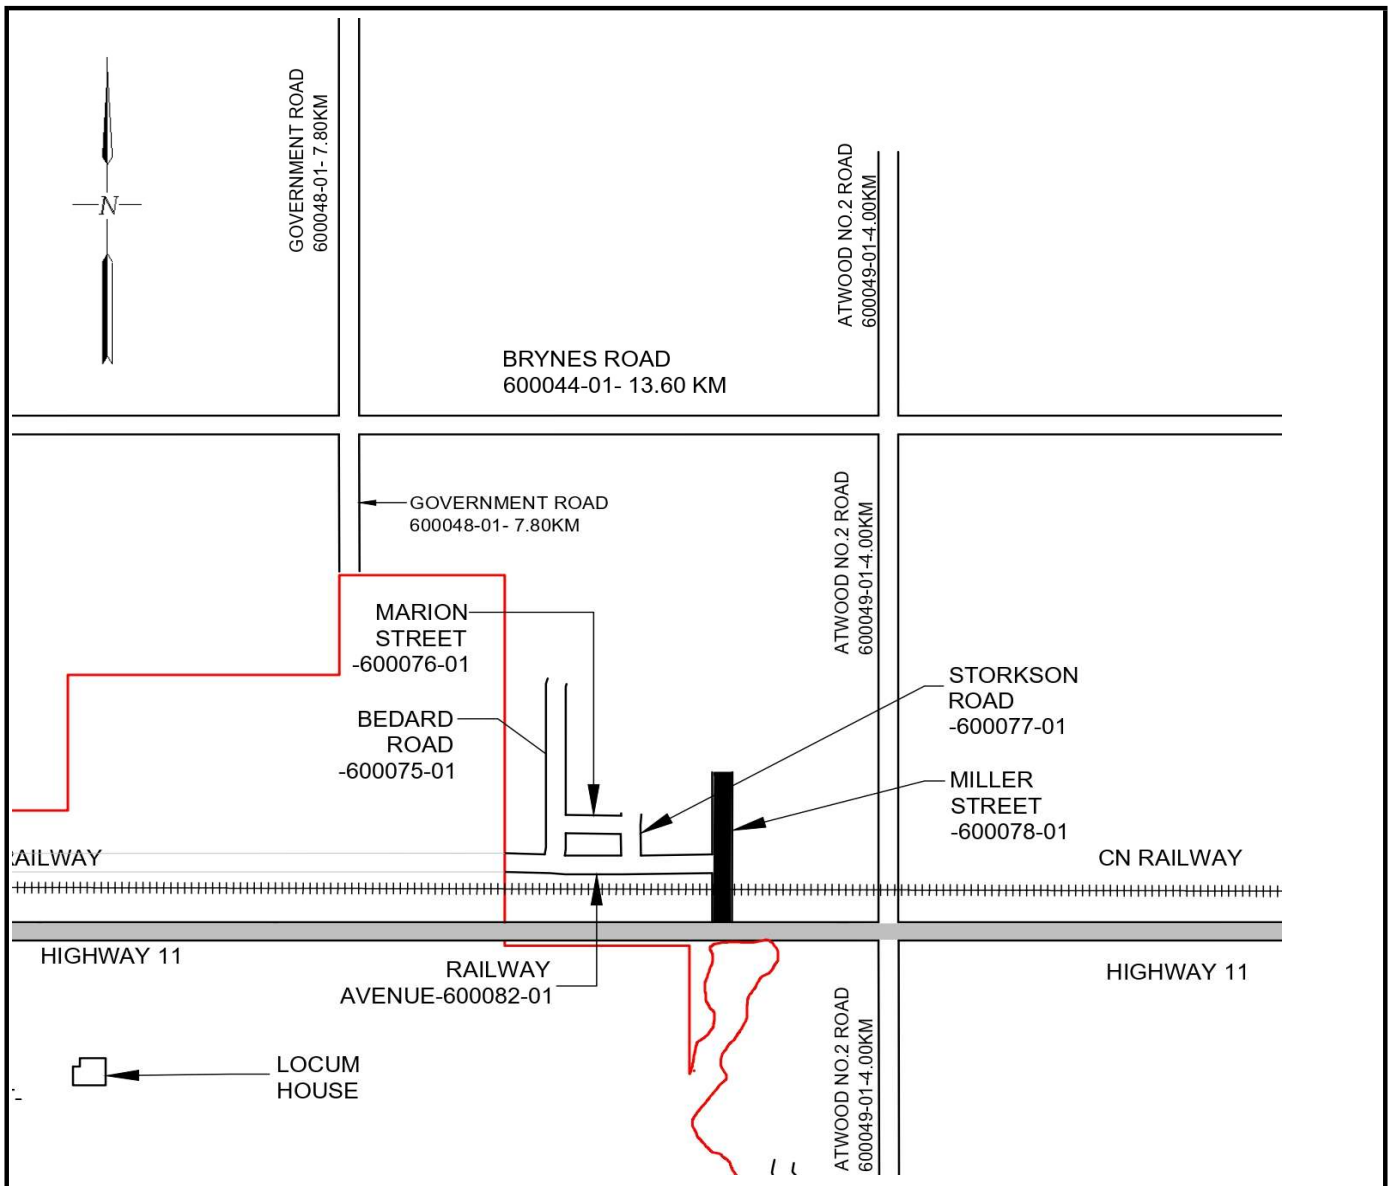 GOVERNMENT ROAD
600048-01- 7.80KM
ATWOOD NO.2 ROAD
600049-01-4.00KM
N
BRYNES ROAD
600044-01- 13.60 KM
GOVERNMENT ROAD
600048-01- 7.80KM
ATWOOD NO.2 ROAD
600049-01-4.00KM
MARION
STREET
-600076-01
STORKSON
ROAD
-600077-01
BEDARD
ROAD
-600075-01
MILLER
STREET
-600078-01
AILWAY
CN RAILWAY
HIGHWAY 11
HIGHWAY 11
RAILWAY
AVENUE-600082-01
ATWOOD NO.2 ROAD
600049-01-4.00KM
LOCUM
HOUSE